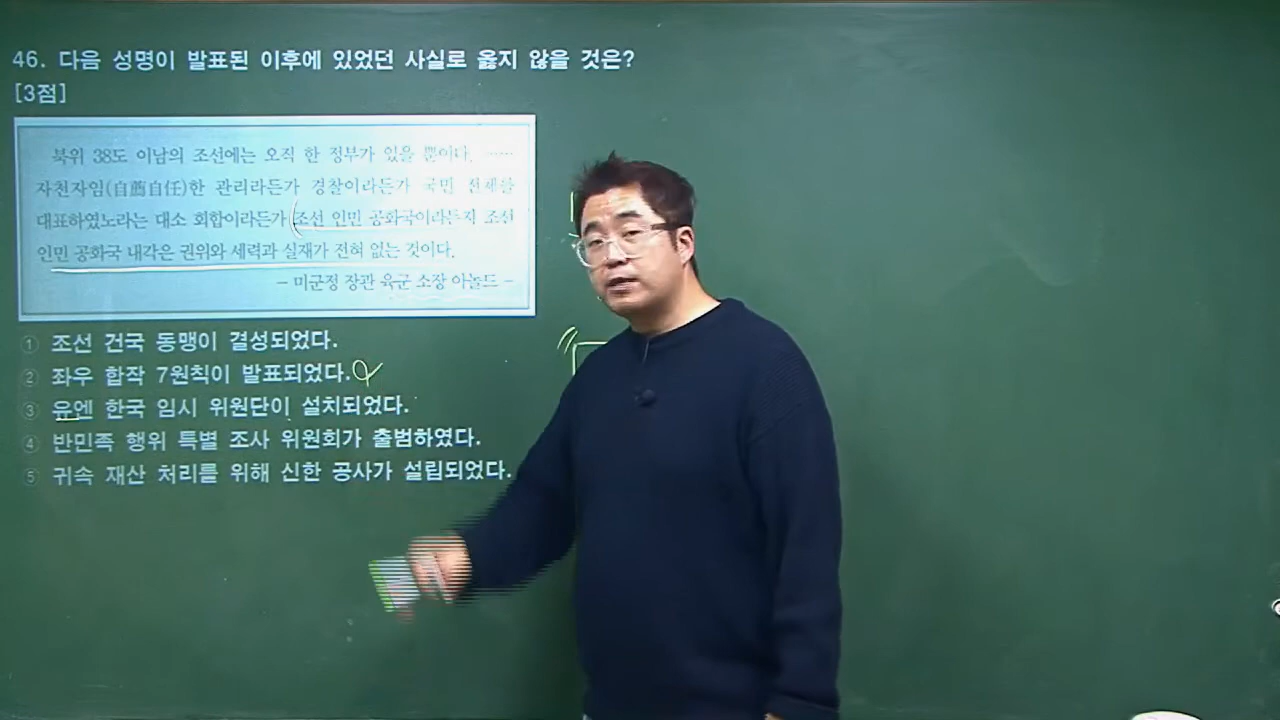 46. 다음 성명이 발표된 이후에 있었던 사실로 옳지 않을 것은?
[3점]
북위 38도 이남의 조선에는 오직 한 정부가 있을 뿐이다. ……
자천자임(自薦自任)한 관리라든가 경찰이라든가 국민 전체를
대표하였노라는 대소 회합이라든가 조선 인민 공화국이라든지 조선
인민 공화국 내각은 권위와 세력과 실재가 전혀 없는 것이다.
- 미군정 장관 육군 소장 아놀드 -
① 조선 건국 동맹이 결성되었다.
② 좌우 합작 7원칙이 발표되었다.
③ 유엔 한국 임시 위원단이 설치되었다.
④ 반민족 행위 특별 조사 위원회가 출범하였다.
⑤ 귀속 재산 처리를 위해 신한 공사가 설립되었다.